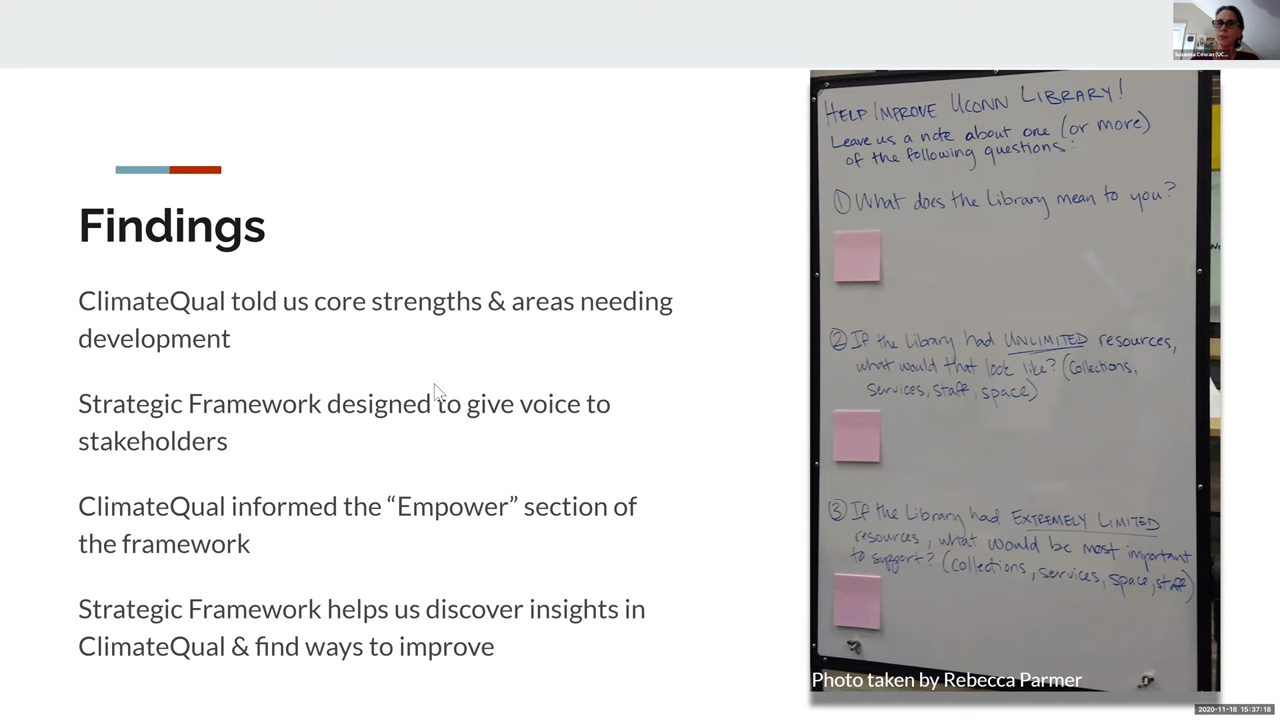 Susanna Cowan (UC...
Findings
ClimateQual told us core strengths & areas needing
development
Strategic Framework designed to give voice to
stakeholders
ClimateQual informed the “Empower” section of
the framework
Strategic Framework helps us discover insights in
ClimateQual & find ways to improve
HELP IMPROVE UCONN LIBRARY!
Leave us a note about one (or more)
of the following questions:
① What does the Library mean to you?
② If the Library had UNLIMITED resources,
what would that look like? (Collections,
services, staff, space)
③ If the Library had EXTREMELY LIMITED
resources, what would be most important
to support? (collections, services, space, staff)
Photo taken by Rebecca Parmer
2020-11-18 15:37:18